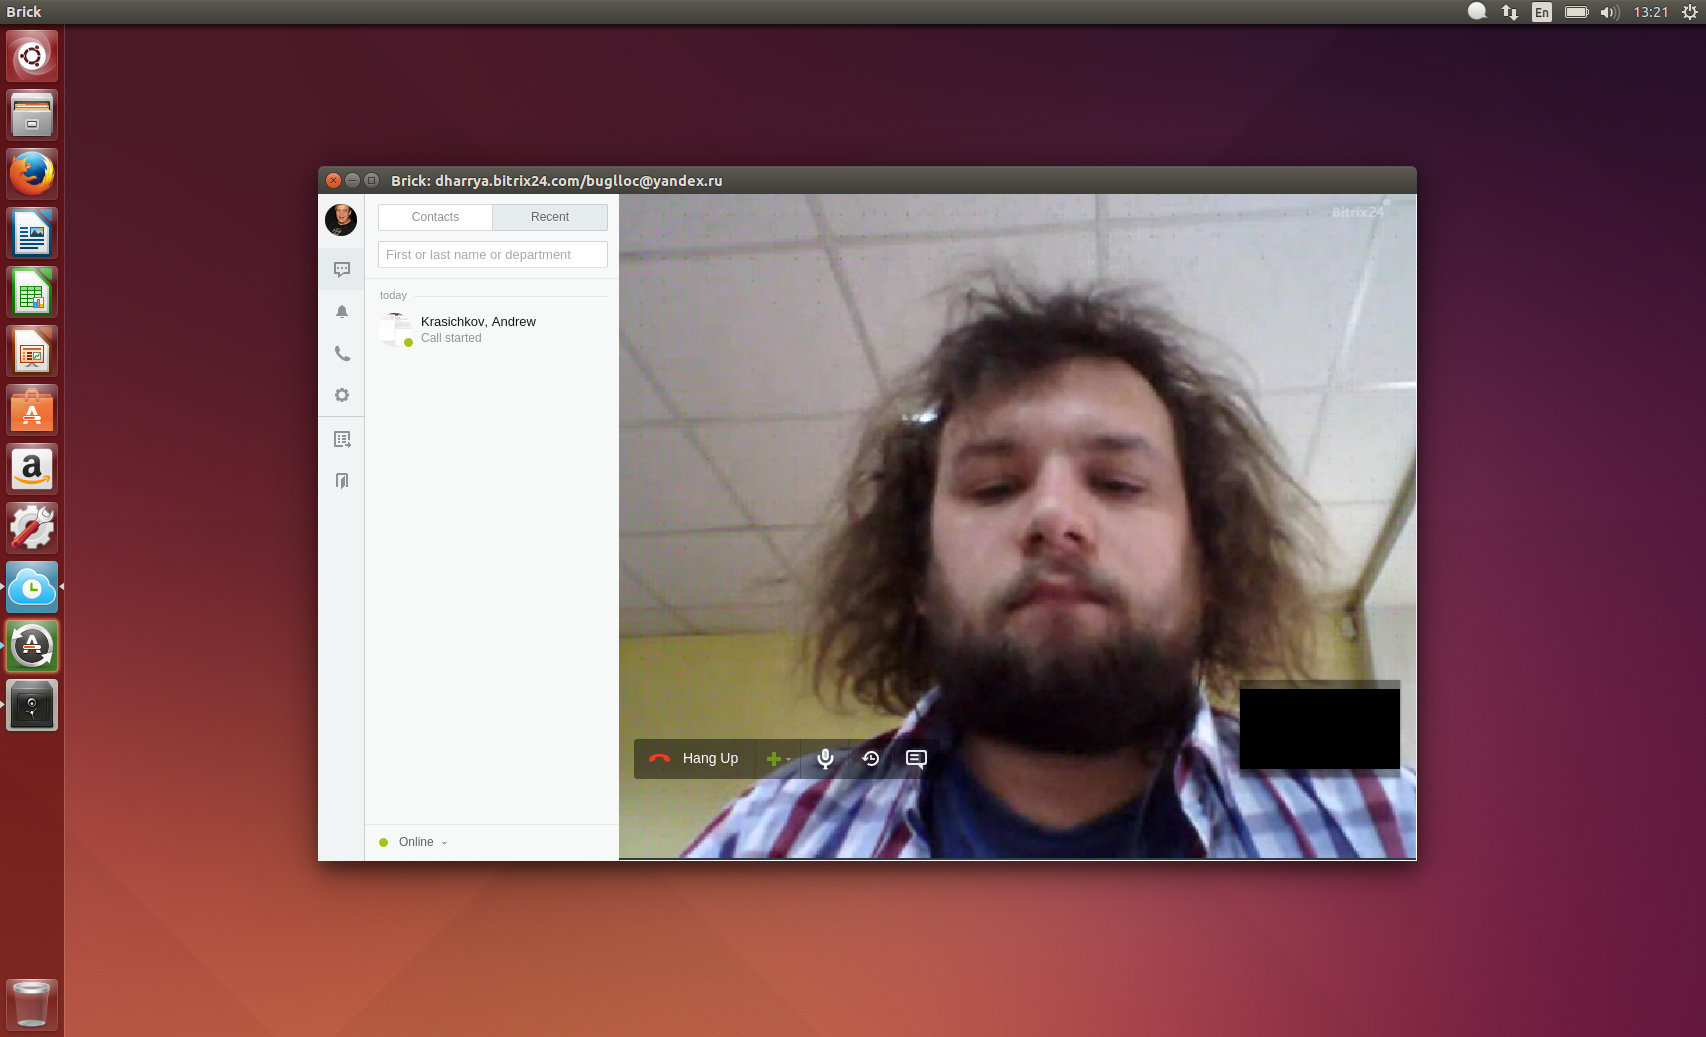 Brick
En
13:21
Brick: dharrya.bitrix24.com/buglloc@yandex.ru
Contacts
Recent
First or last name or department
today
Krasichkov, Andrew
Call started
Bitrix24
Hang Up
Online